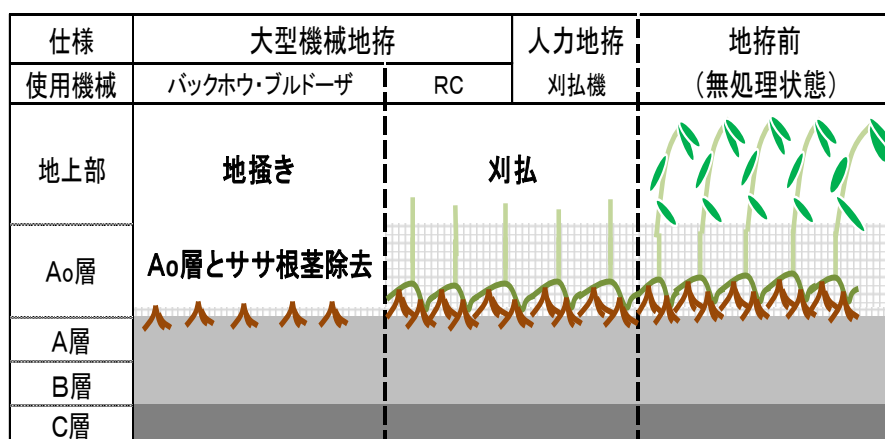 仕様 大型機械地拵 人力地拵 地拵前
使用機械 バックホウ・ブルドーザ RC 刈払機 （無処理状態）
地上部 地掻き 刈払
A₀層 A₀層とササ根茎除去
A層
B層
C層